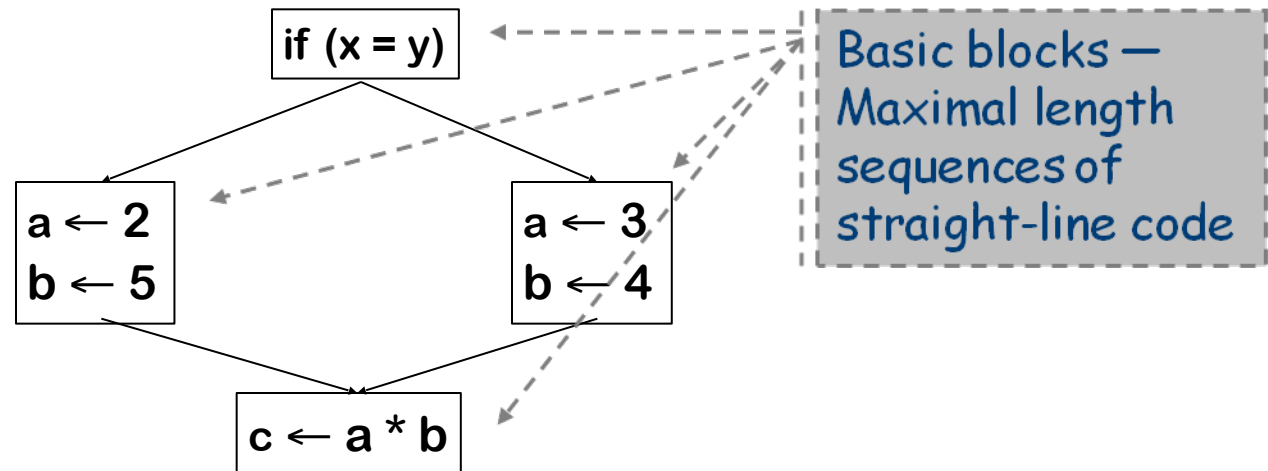 if (x = y)
Basic blocks —
Maximal length
sequences of
straight-line code
a ← 2
b ← 5
a ← 3
b ← 4
c ← a * b